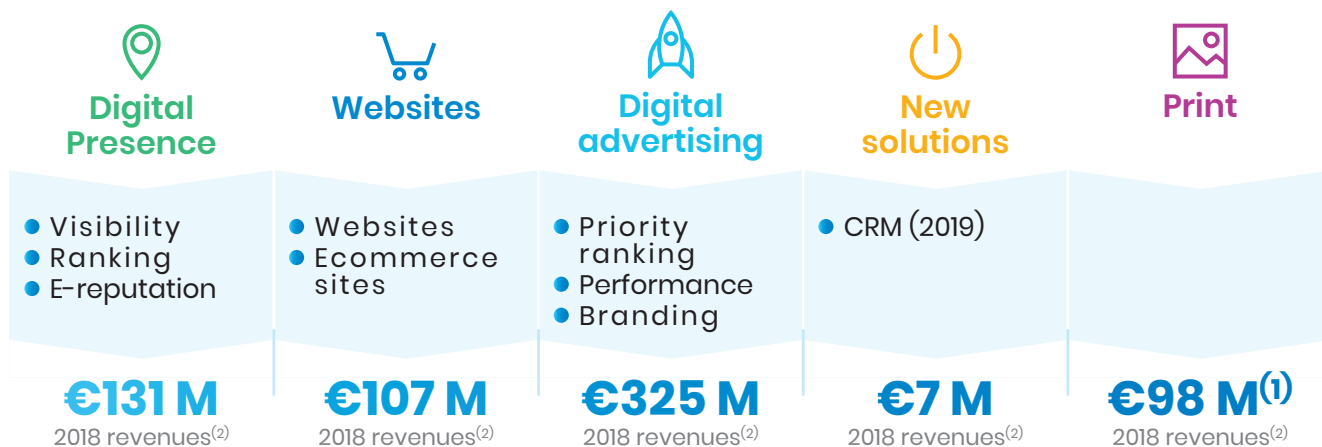 Digital
Presence
Websites
Digital
advertising
New
solutions
Print
Visibility
Ranking
E-reputation
Websites
Ecommerce
sites
Priority
ranking
Performance
Branding
CRM (2019)
€131 M
2018 revenues(2)
€107 M
2018 revenues(2)
€325 M
2018 revenues(2)
€7 M
2018 revenues(2)
€98 M(1)
2018 revenues(2)